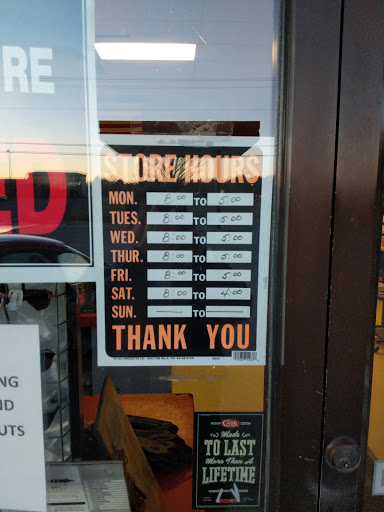 RE
ED
STORE HOURS
MON. 8:00 TO 5:00
TUES. 8:00 TO 5:00
WED. 8:00 TO 5:00
THUR. 8:00 TO 5:00
FRI. 8:00 TO 5:00
SAT. 8:00 TO 4:00
SUN. — TO —
THANK YOU
NG
ND
UTS
CASE
Made
TO LAST
More Than A
LIFETIME